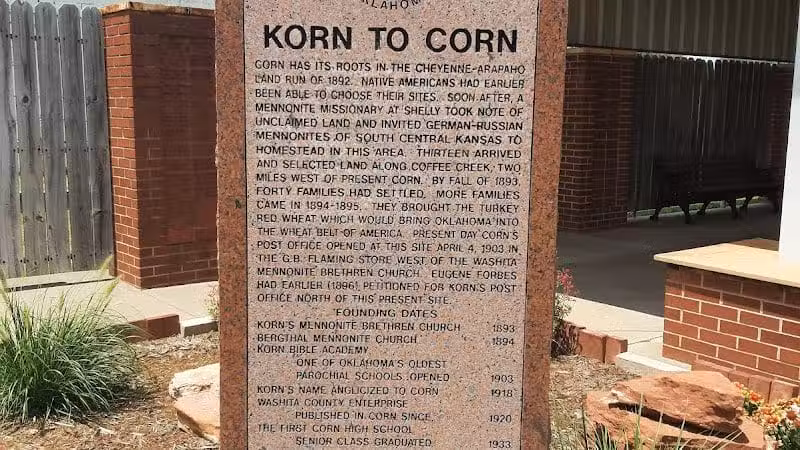 KORN TO CORN
CORN HAS ITS ROOTS IN THE CHEYENNE-ARAPAHO
LAND RUN OF 1892. NATIVE AMERICANS HAD EARLIER
BEEN ABLE TO CHOOSE THEIR SITES. SOON AFTER, A
MENNONITE MISSIONARY AT SHELLY TOOK NOTE OF
UNCLAIMED LAND AND INVITED GERMAN-RUSSIAN
MENNONITES OF SOUTH CENTRAL KANSAS TO
HOMESTEAD IN THIS AREA. THIRTEEN ARRIVED
AND SELECTED LAND ALONG COFFEE CREEK, TWO
MILES WEST OF PRESENT CORN. BY FALL OF 1893,
FORTY FAMILIES HAD SETTLED. MORE FAMILIES
CAME IN 1894-1895. THEY BROUGHT THE TURKEY
RED WHEAT WHICH WOULD BRING OKLAHOMA INTO
THE WHEAT BELT OF AMERICA. PRESENT DAY CORN'S
POST OFFICE OPENED AT THIS SITE APRIL 4, 1903 IN
THE G.B. FLAMING STORE WEST OF THE WASHITA
MENNONITE BRETHREN CHURCH. EUGENE FORBES
HAD EARLIER (1896) PETITIONED FOR KORN'S POST
OFFICE NORTH OF THIS PRESENT SITE.
FOUNDING DATES
KORN'S MENNONITE BRETHREN CHURCH 1893
BERGTHAL MENNONITE CHURCH 1894
KORN BIBLE ACADEMY
ONE OF OKLAHOMA'S OLDEST
PAROCHIAL SCHOOLS OPENED 1903
KORN'S NAME ANGLICIZED TO CORN 1918
WASHITA COUNTY ENTERPRISE
PUBLISHED IN CORN SINCE 1920
THE FIRST CORN HIGH SCHOOL
SENIOR CLASS GRADUATED 1933